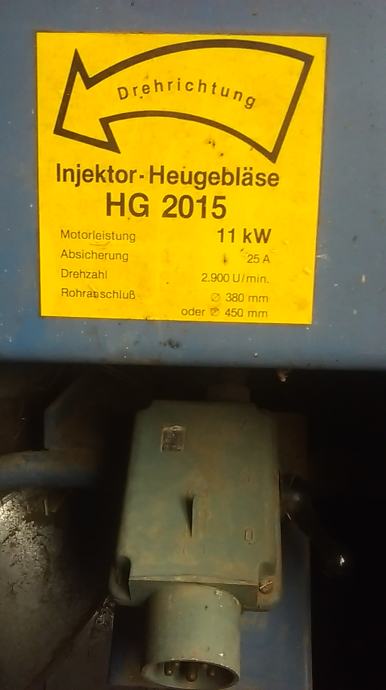 Drehrichtung
Injektor-Heugebläse
HG 2015
Motorleistung 11 kW
Absicherung 25 A
Drehzahl 2.900 U/min.
Rohranschluß ∅ 380 mm
oder ∅ 450 mm